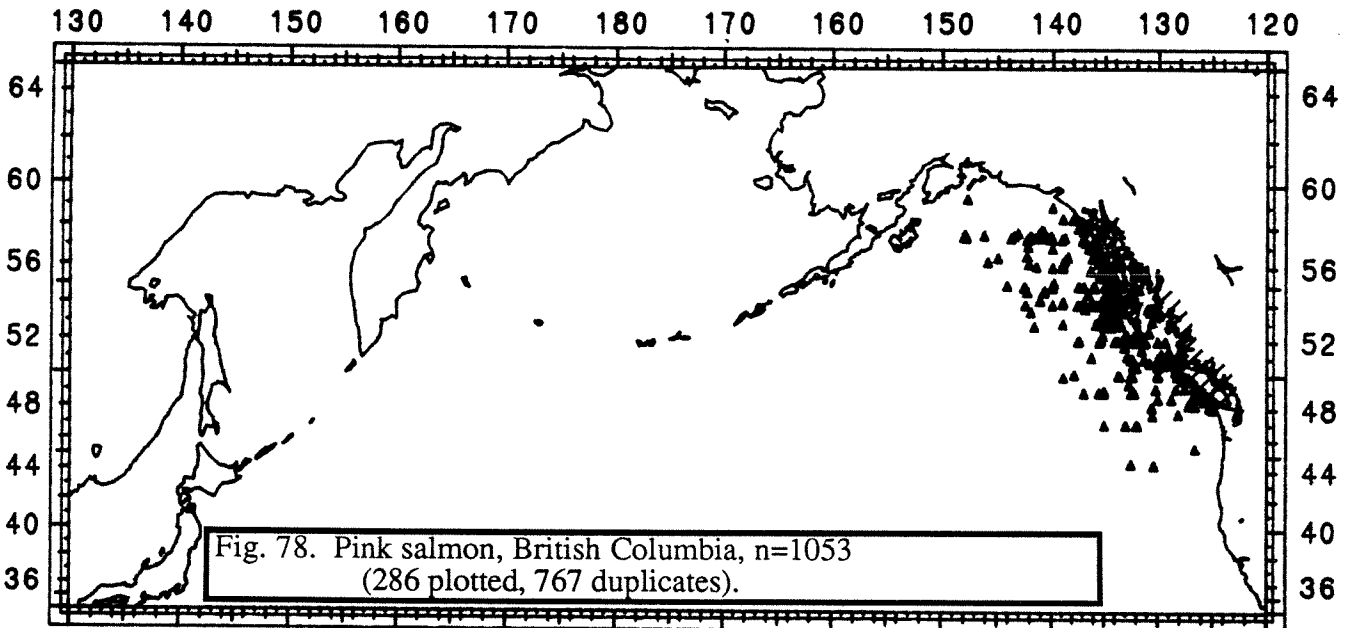 130 140 150 160 170 180 170 160 150 140 130 120
64 64
60 60
56 56
52 52
48 48
44 44
40 40
36 36
Fig. 78. Pink salmon, British Columbia, n=1053
(286 plotted, 767 duplicates).